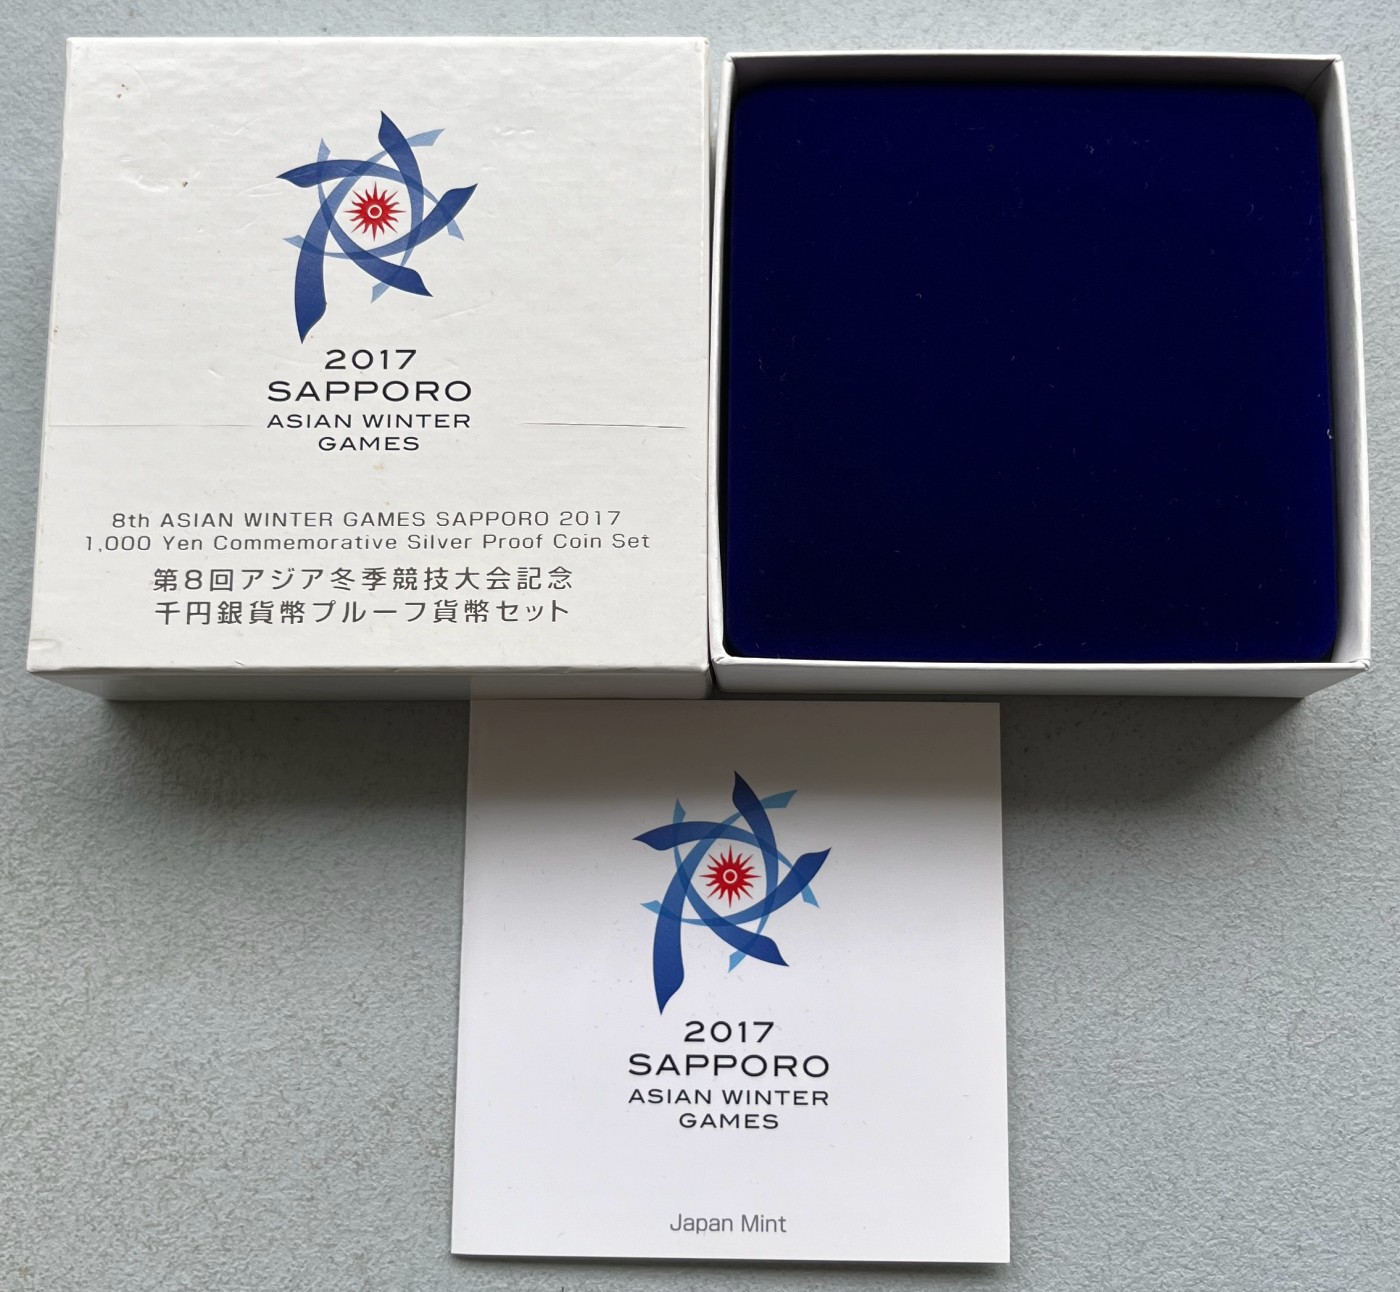 2017
SAPPORO
ASIAN WINTER
GAMES
8th ASIAN WINTER GAMES SAPPORO 2017
1,000 Yen Commemorative Silver Proof Coin Set
第8回アジア冬季競技大会記念
千円銀貨幣プルーフ貨幣セット
2017
SAPPORO
ASIAN WINTER
GAMES
Japan Mint